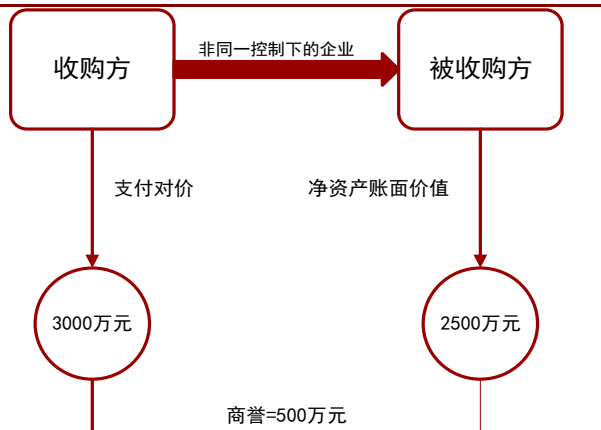 收购方
非同一控制下的企业
被收购方
支付对价
净资产账面价值
3000万元
2500万元
商誉=500万元